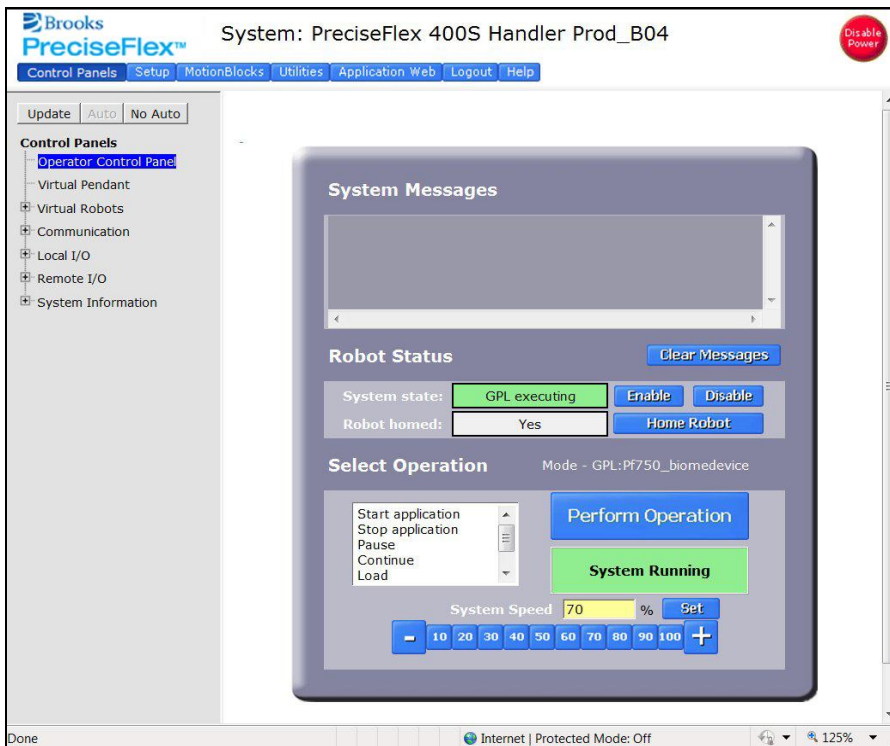 Brooks
PreciseFlex™
System: PreciseFlex 400S Handler Prod_B04
Disable
Power
Control Panels Setup MotionBlocks Utilities Application Web Logout Help
Update Auto No Auto
Control Panels
Operator Control Panel
Virtual Pendant
Virtual Robots
Communication
Local I/O
Remote I/O
System Information
System Messages
Robot Status Clear Messages
System state: GPL executing Enable Disable
Robot homed: Yes Home Robot
Select Operation Mode - GPL:Pf750_biomedevice
Start application
Stop application
Pause
Continue
Load
Perform Operation
System Running
System Speed 70 % Set
- 10 20 30 40 50 60 70 80 90 100 +
Done Internet | Protected Mode: Off 125%